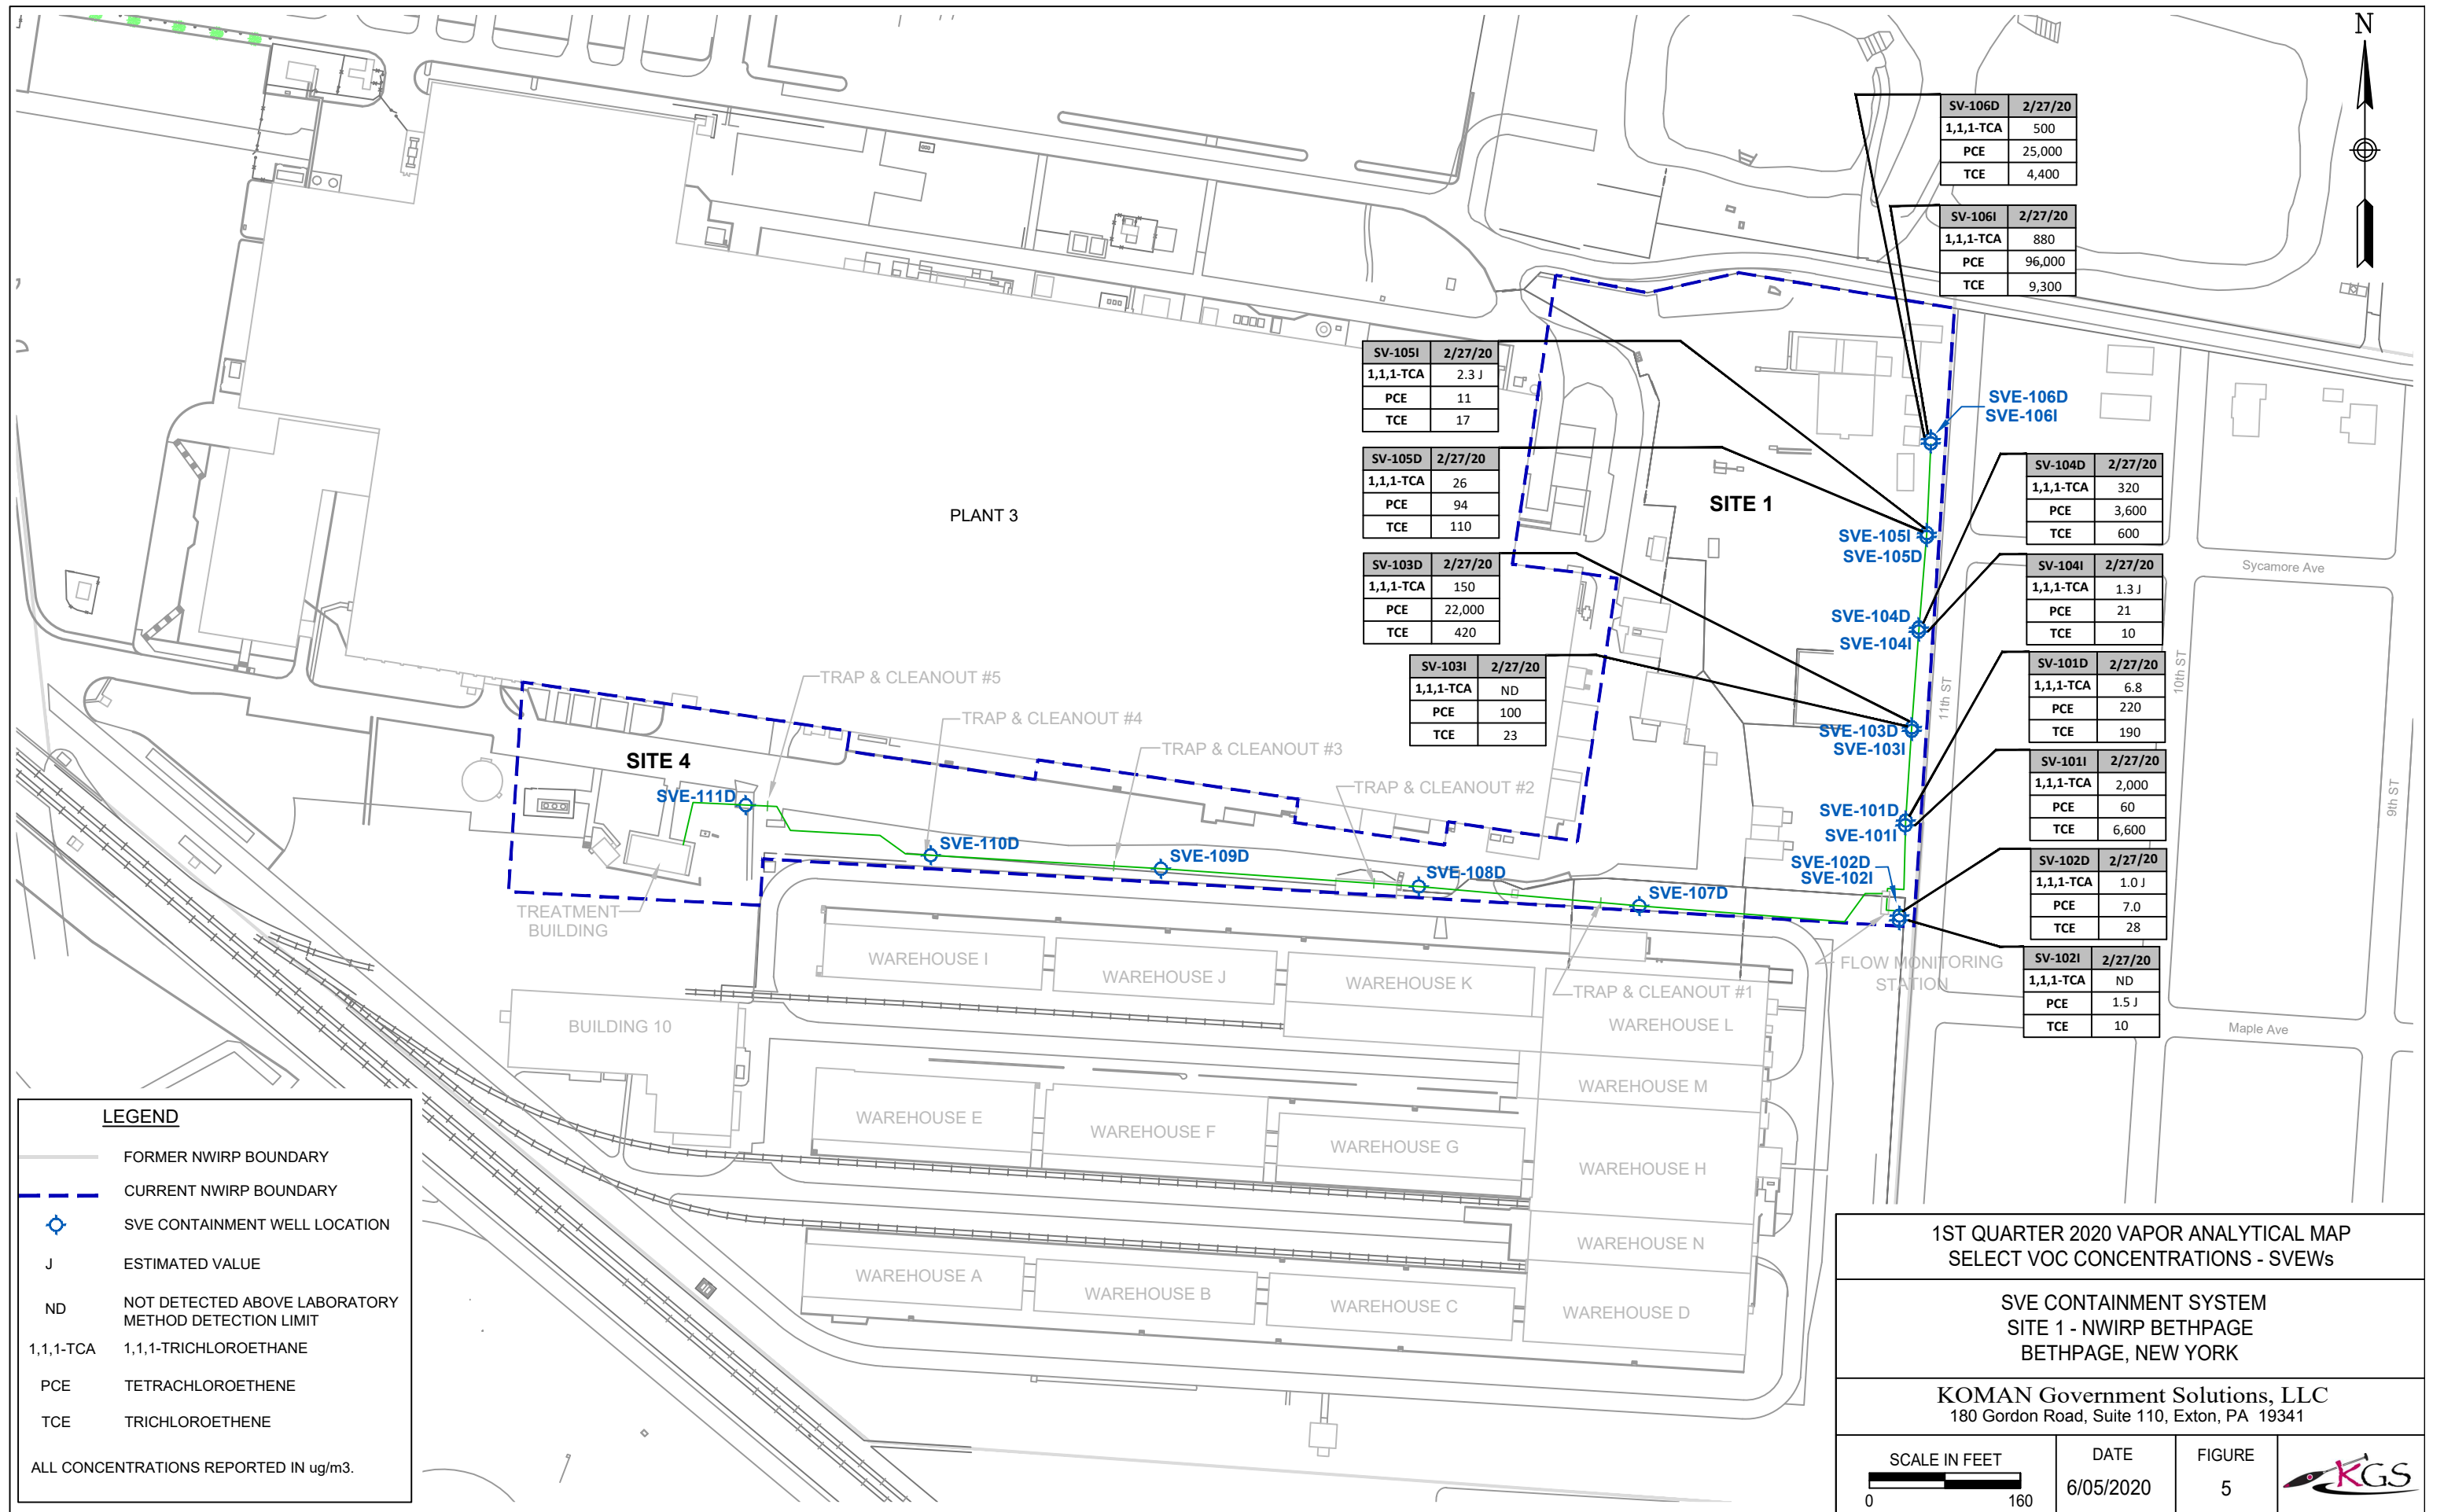 N
SV-106D 2/27/20
1,1,1-TCA 500
PCE 25,000
TCE 4,400
SV-106I 2/27/20
1,1,1-TCA 880
PCE 96,000
TCE 9,300
SV-105I 2/27/20
1,1,1-TCA 2.3 J
PCE 11
TCE 17
SV-105D 2/27/20
1,1,1-TCA 26
PCE 94
TCE 110
SV-103D 2/27/20
1,1,1-TCA 150
PCE 22,000
TCE 420
SV-103I 2/27/20
1,1,1-TCA ND
PCE 100
TCE 23
SV-104D 2/27/20
1,1,1-TCA 320
PCE 3,600
TCE 600
SV-104I 2/27/20
1,1,1-TCA 1.3 J
PCE 21
TCE 10
SV-101D 2/27/20
1,1,1-TCA 6.8
PCE 220
TCE 190
SV-101I 2/27/20
1,1,1-TCA 2,000
PCE 60
TCE 6,600
SV-102D 2/27/20
1,1,1-TCA 1.0 J
PCE 7.0
TCE 28
SV-102I 2/27/20
1,1,1-TCA ND
PCE 1.5 J
TCE 10
SVE-106D
SVE-106I
SITE 1
SVE-105I
SVE-105D
SVE-104D
SVE-104I
SVE-103D
SVE-103I
SVE-101D
SVE-101I
SVE-102D
SVE-102I
Sycamore Ave
11th ST
10th ST
9th ST
Maple Ave
PLANT 3
SITE 4
TRAP & CLEANOUT #5
TRAP & CLEANOUT #4
TRAP & CLEANOUT #3
TRAP & CLEANOUT #2
TRAP & CLEANOUT #1
SVE-111D
SVE-110D
SVE-109D
SVE-108D
SVE-107D
TREATMENT
BUILDING
FLOW MONITORING
STATION
BUILDING 10
WAREHOUSE I
WAREHOUSE J
WAREHOUSE K
WAREHOUSE L
WAREHOUSE M
WAREHOUSE E
WAREHOUSE F
WAREHOUSE G
WAREHOUSE H
WAREHOUSE N
WAREHOUSE A
WAREHOUSE B
WAREHOUSE C
WAREHOUSE D
LEGEND
FORMER NWIRP BOUNDARY
CURRENT NWIRP BOUNDARY
SVE CONTAINMENT WELL LOCATION
J ESTIMATED VALUE
ND NOT DETECTED ABOVE LABORATORY
METHOD DETECTION LIMIT
1,1,1-TCA 1,1,1-TRICHLOROETHANE
PCE TETRACHLOROETHENE
TCE TRICHLOROETHENE
ALL CONCENTRATIONS REPORTED IN ug/m3.
1ST QUARTER 2020 VAPOR ANALYTICAL MAP
SELECT VOC CONCENTRATIONS - SVEWs
SVE CONTAINMENT SYSTEM
SITE 1 - NWIRP BETHPAGE
BETHPAGE, NEW YORK
KOMAN Government Solutions, LLC
180 Gordon Road, Suite 110, Exton, PA 19341
SCALE IN FEET
0 160
DATE
6/05/2020
FIGURE
5
KGS